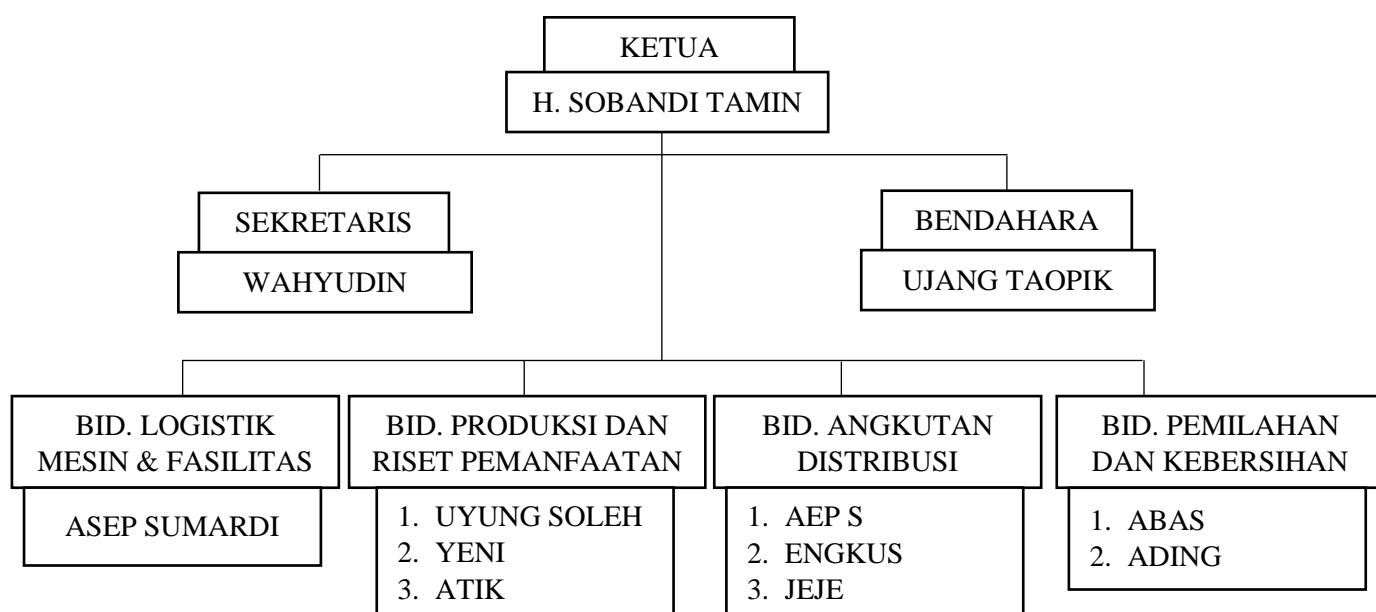 KETUA
H. SOBANDI TAMIN
SEKRETARIS
WAHYUDIN
BENDAHARA
UJANG TAOPIK
BID. LOGISTIK
MESIN & FASILITAS
ASEP SUMARDI
BID. PRODUKSI DAN
RISET PEMANFAATAN
1. UYUNG SOLEH
2. YENI
3. ATIK
BID. ANGKUTAN
DISTRIBUSI
1. AEP S
2. ENGKUS
3. JEJE
BID. PEMILAHAN
DAN KEBERSIHAN
1. ABAS
2. ADING